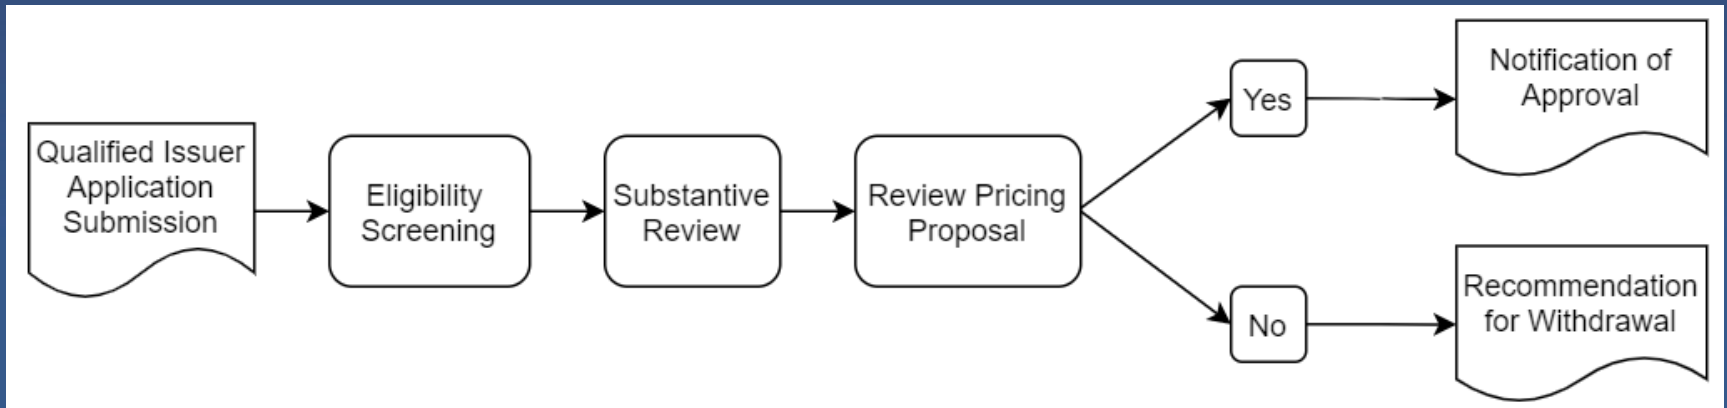 Qualified Issuer
Application
Submission
Eligibility
Screening
Substantive
Review
Review Pricing
Proposal
Yes
Notification of
Approval
No
Recommendation
for Withdrawal